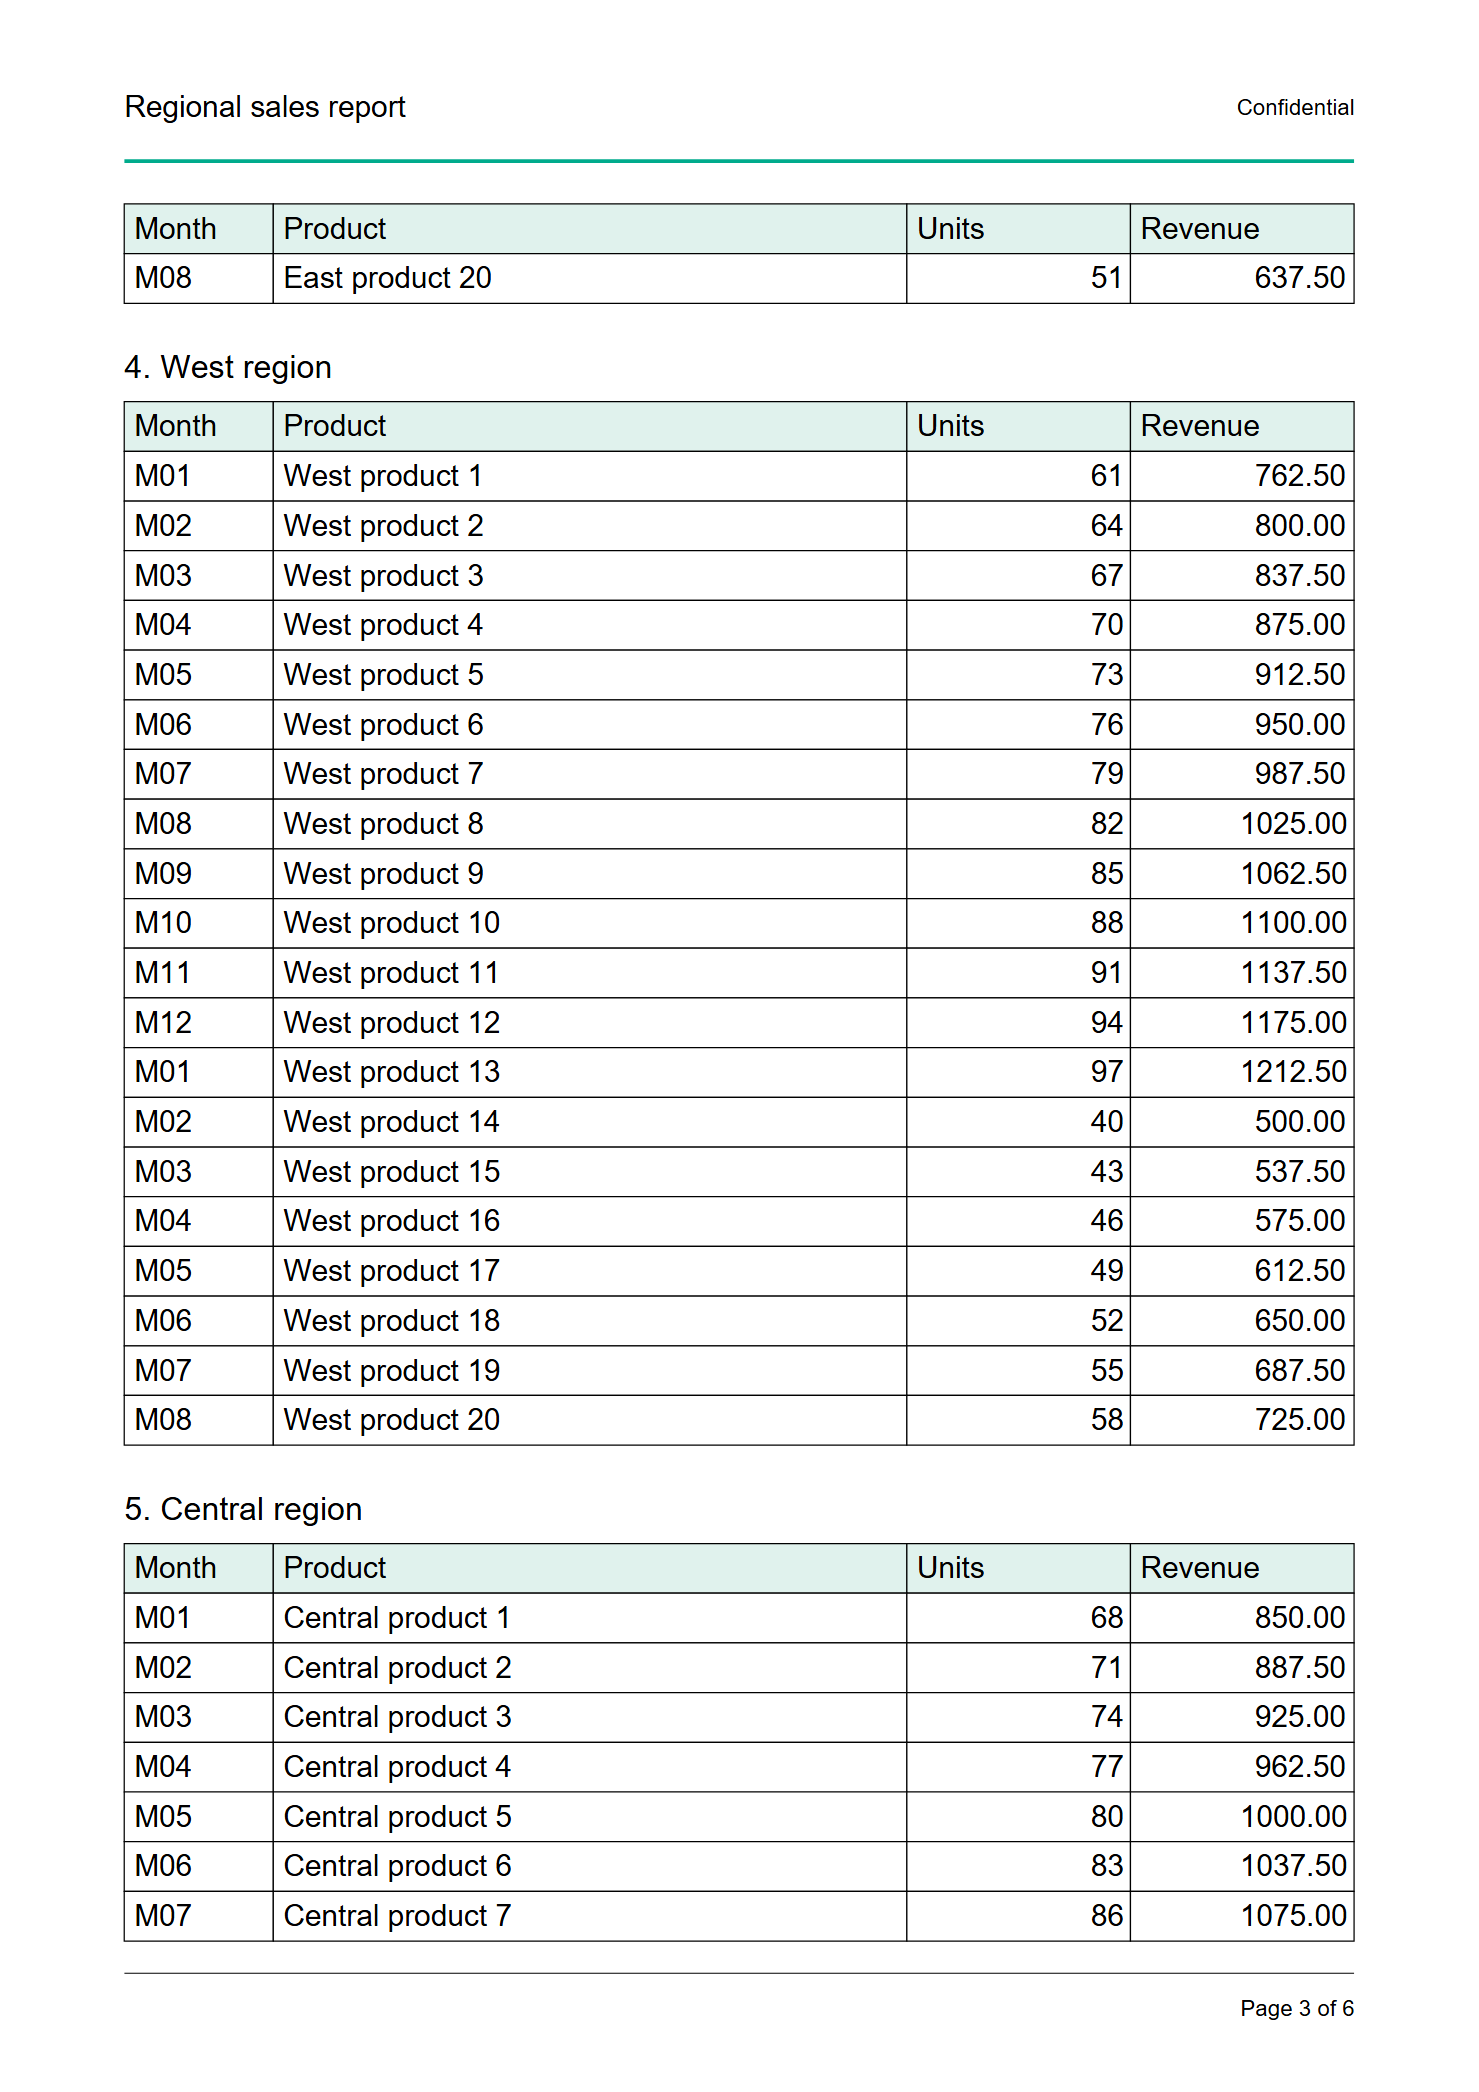 Regional sales report Confidential
Month Product Units Revenue
M08 East product 20 51 637.50
4. West region
Month Product Units Revenue
M01 West product 1 61 762.50
M02 West product 2 64 800.00
M03 West product 3 67 837.50
M04 West product 4 70 875.00
M05 West product 5 73 912.50
M06 West product 6 76 950.00
M07 West product 7 79 987.50
M08 West product 8 82 1025.00
M09 West product 9 85 1062.50
M10 West product 10 88 1100.00
M11 West product 11 91 1137.50
M12 West product 12 94 1175.00
M01 West product 13 97 1212.50
M02 West product 14 40 500.00
M03 West product 15 43 537.50
M04 West product 16 46 575.00
M05 West product 17 49 612.50
M06 West product 18 52 650.00
M07 West product 19 55 687.50
M08 West product 20 58 725.00
5. Central region
Month Product Units Revenue
M01 Central product 1 68 850.00
M02 Central product 2 71 887.50
M03 Central product 3 74 925.00
M04 Central product 4 77 962.50
M05 Central product 5 80 1000.00
M06 Central product 6 83 1037.50
M07 Central product 7 86 1075.00
Page 3 of 6